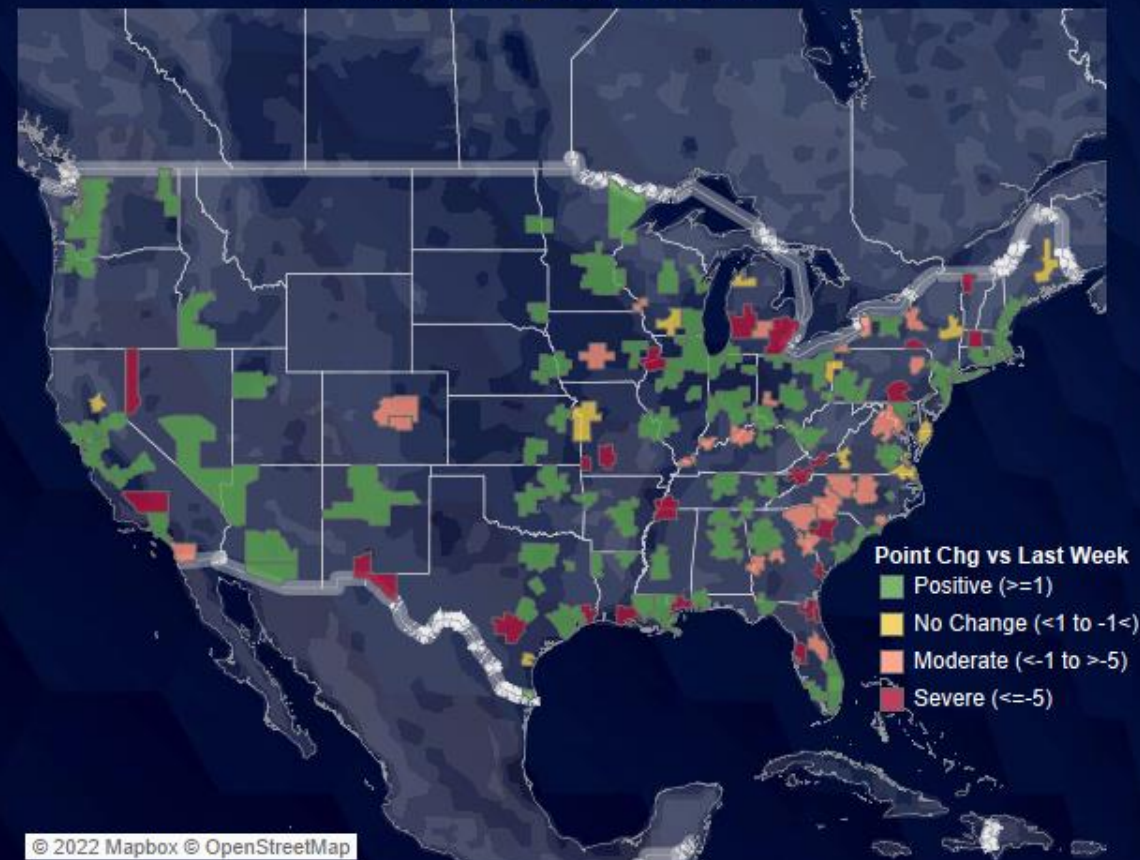 Point Chg vs Last Week
Positive (>=1)
No Change (<1 to -1<)
Moderate (<-1 to >-5)
Severe (<=-5)
© 2022 Mapbox © OpenStreetMap